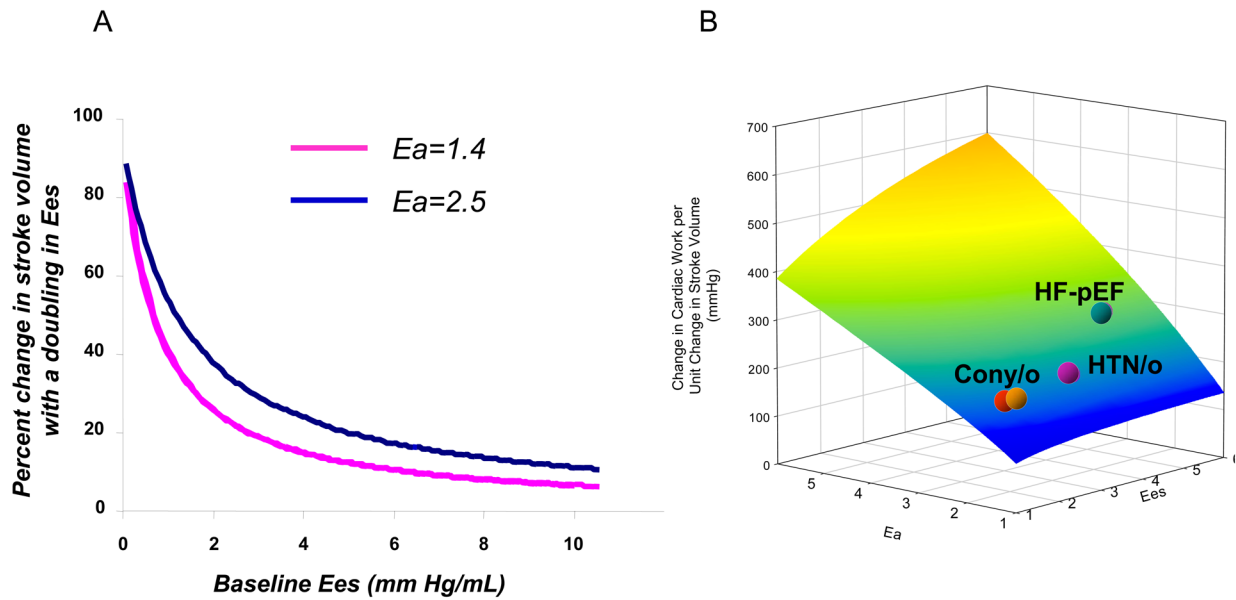 A
Percent change in stroke volume
with a doubling in Ees
100
80
60
40
20
0
0 2 4 6 8 10
Baseline Ees (mm Hg/mL)
Ea=1.4
Ea=2.5
B
Change in Cardiac Work per
Unit Change in Stroke Volume
(mmHg)
700
600
500
400
300
200
100
0
HF-pEF
HTN/o
Cony/o
5 4 3 2 1
Ea
1 2 3 4 5 6
Ees